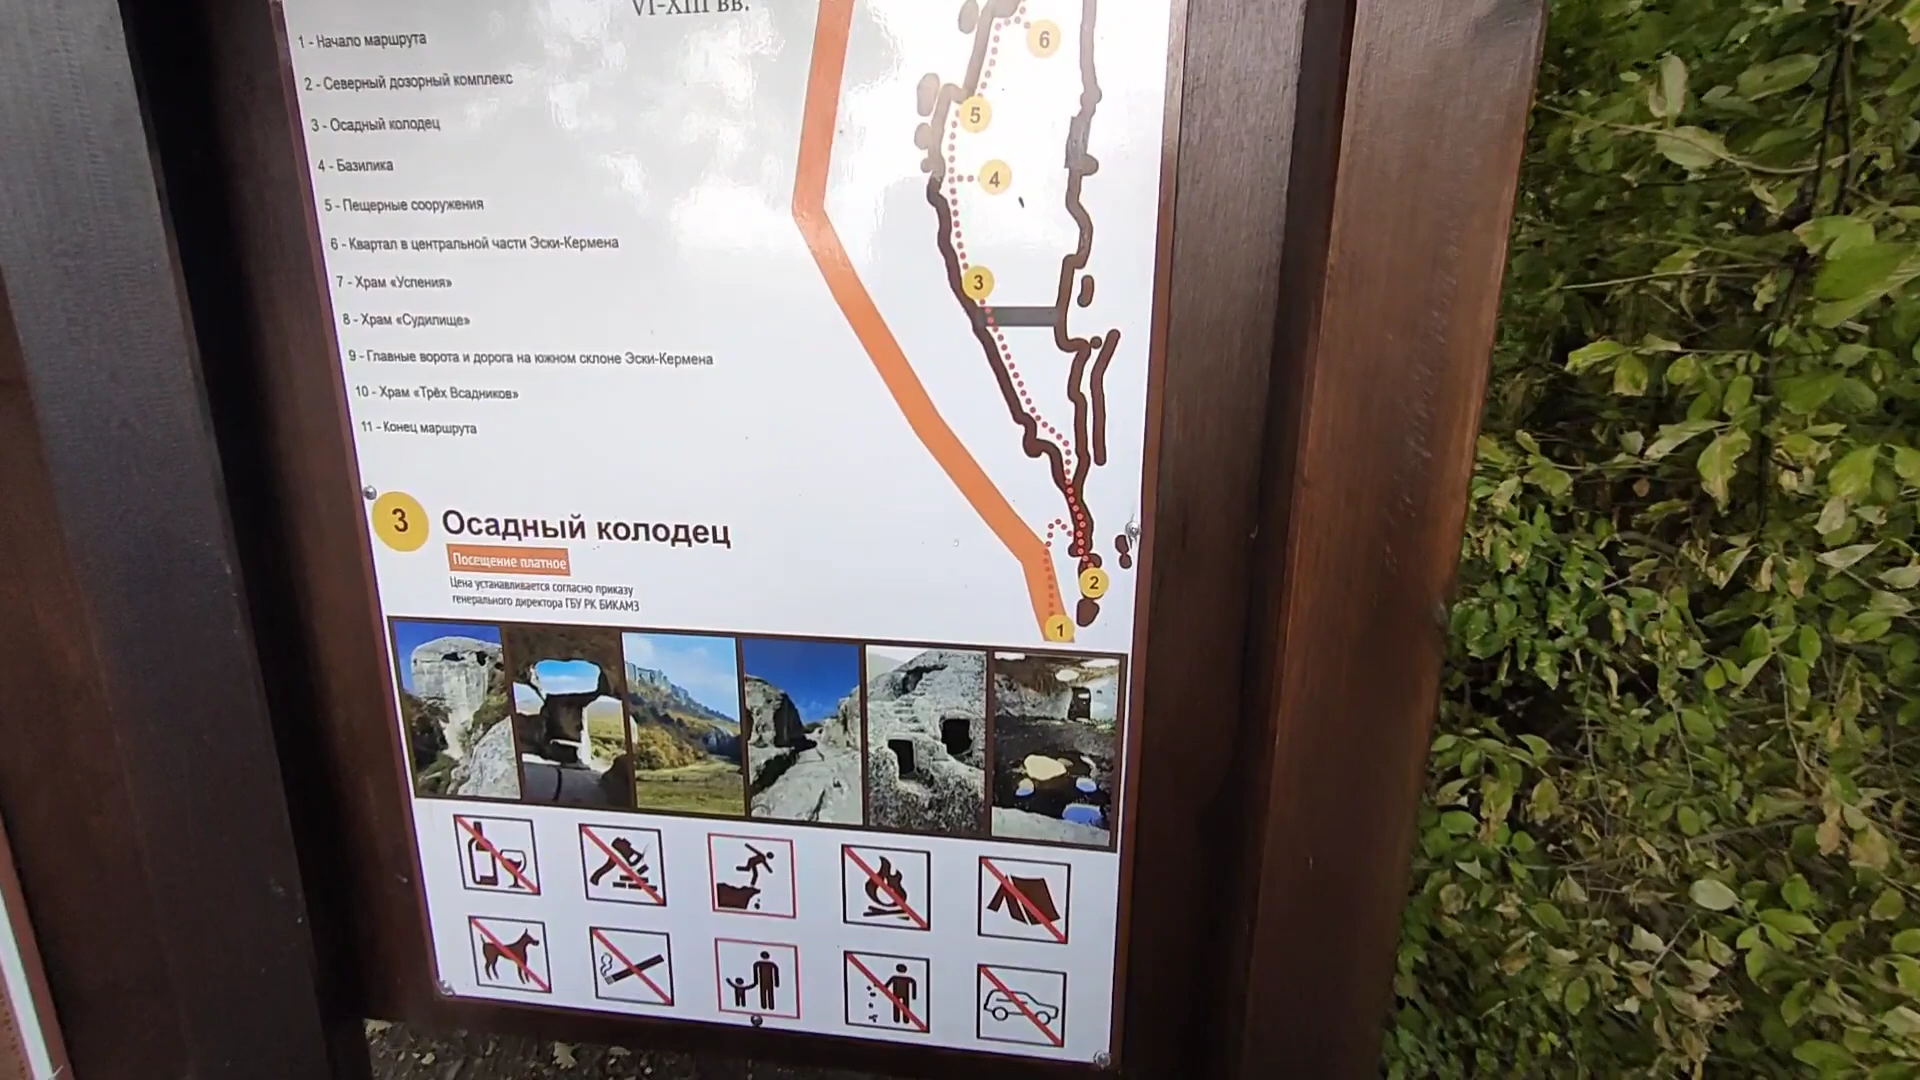 VI-XIII вв.
1 - Начало маршрута
2 - Северный дозорный комплекс
3 - Осадный колодец
4 - Базилика
5 - Пещерные сооружения
6 - Квартал в центральной части Эски-Кермена
7 - Храм «Успения»
8 - Храм «Судилище»
9 - Главные ворота и дорога на южном склоне Эски-Кермена
10 - Храм «Трёх Всадников»
11 - Конец маршрута
6
5
4
3
2
1
3 Осадный колодец
Посещение платное
Цена устанавливается согласно приказу
генерального директора ГБУ РК БИКАМЗ